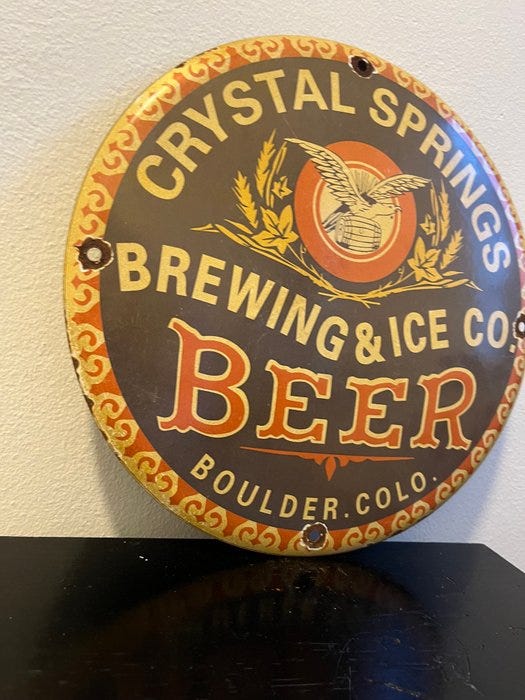 CRYSTAL SPRINGS
BREWING & ICE CO.
BEER
BOULDER. COLO.